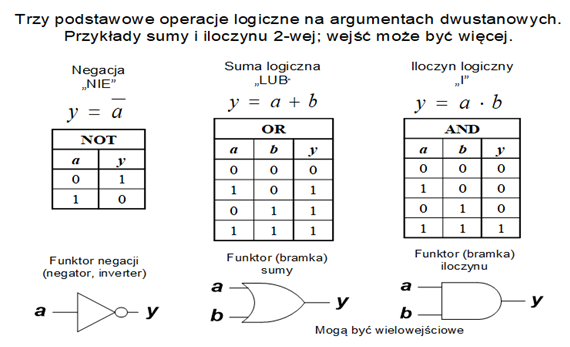 Trzy podstawowe operacje logiczne na argumentach dwustanowych.
Przykłady sumy i iloczynu 2-wej; wejść może być więcej.
Negacja
„NIE”
y = a
NOT
a y
0 1
1 0
Funktor negacji
(negator, inverter)
a y
Suma logiczna
„LUB”
y = a + b
OR
a b y
0 0 0
1 0 1
0 1 1
1 1 1
Funktor (bramka)
sumy
a
b
y
Iloczyn logiczny
„I”
y = a · b
AND
a b y
0 0 0
1 0 0
0 1 0
1 1 1
Funktor (bramka)
iloczynu
a
b
y
Mogą być wielowejściowe